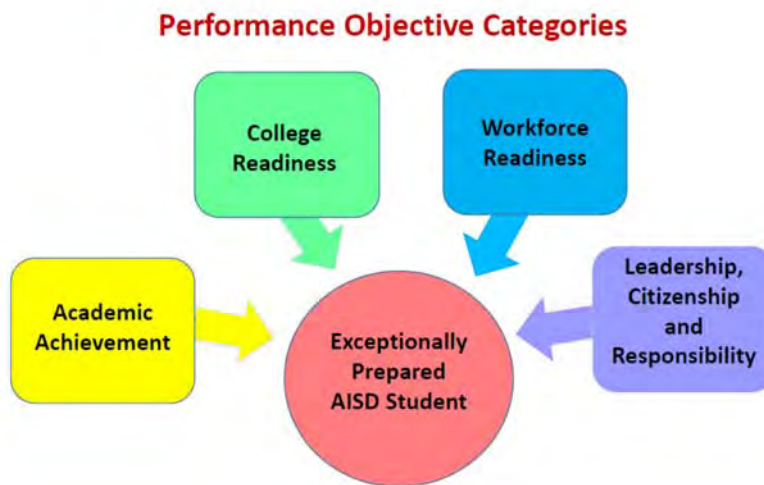 Performance Objective Categories
College
Readiness
Workforce
Readiness
Academic
Achievement
Leadership,
Citizenship
and
Responsibility
Exceptionally
Prepared
AISD Student